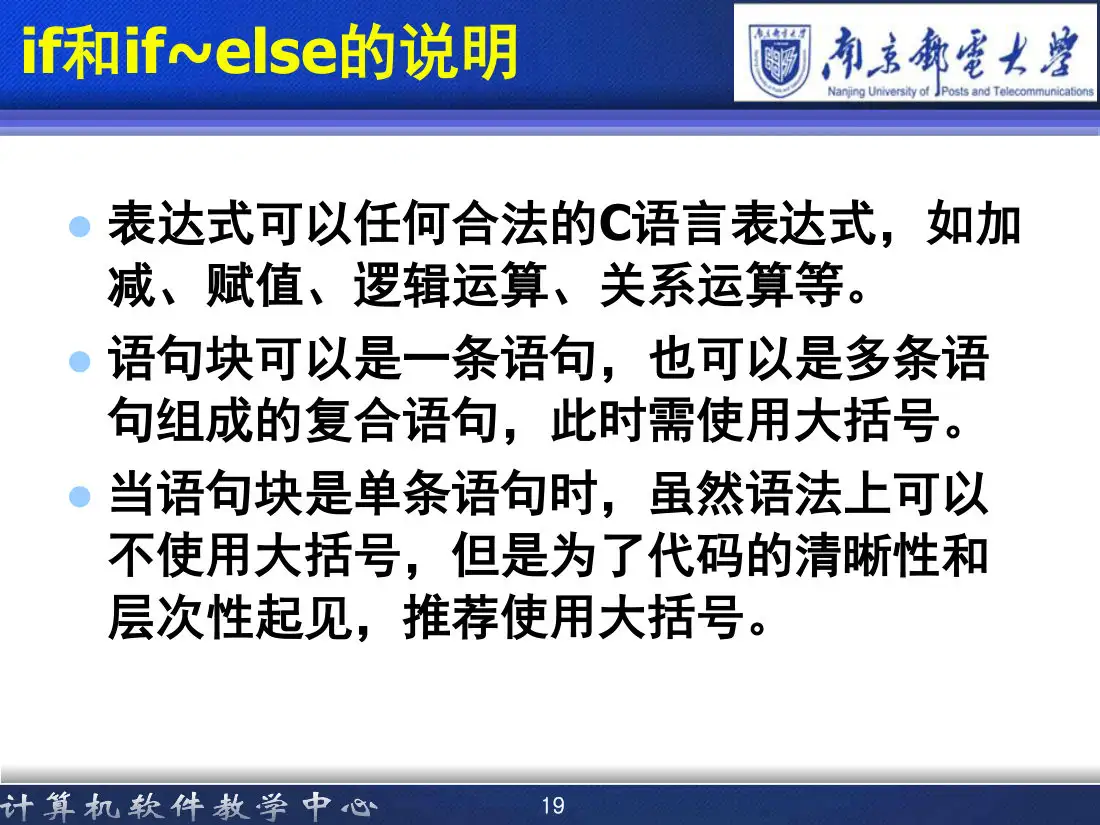 if和if~else的说明
南京邮电大学
Nanjing University of Posts and Telecommunications
表达式可以任何合法的C语言表达式，如加
减、赋值、逻辑运算、关系运算等。
语句块可以是一条语句，也可以是多条语
句组成的复合语句，此时需使用大括号。
当语句块是单条语句时，虽然语法上可以
不使用大括号，但是为了代码的清晰性和
层次性起见，推荐使用大括号。
计算机软件教学中心
19